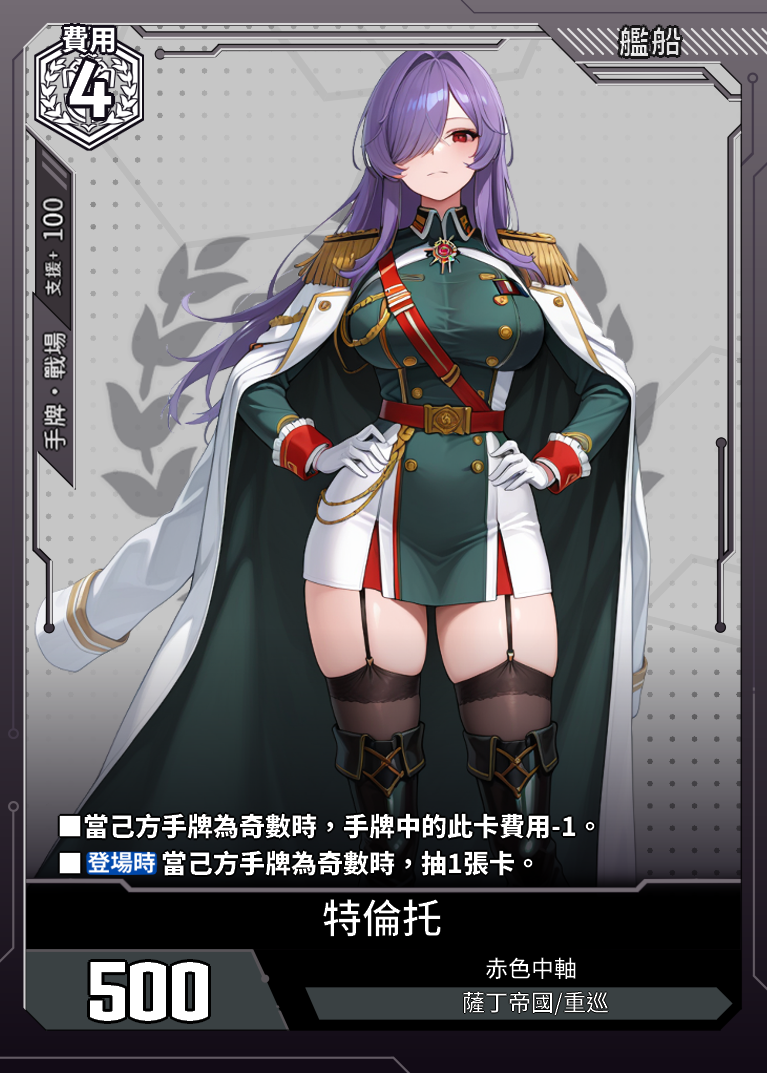 費用
4
艦船
支援+ 100
手牌・戰場
■當己方手牌為奇數時，手牌中的此卡費用-1。
■ 登場時 當己方手牌為奇數時，抽1張卡。
特倫托
500
赤色中軸
薩丁帝國/重巡